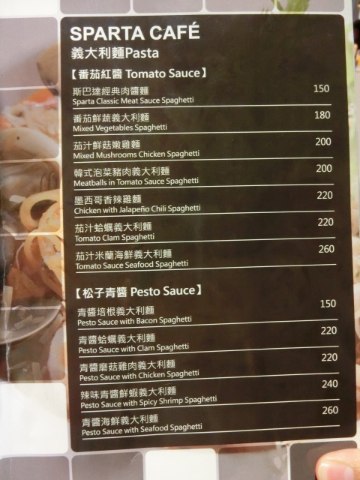 SPARTA CAFÉ
義大利麵Pasta
【番茄紅醬 Tomato Sauce】
斯巴達經典肉醬麵 150
Sparta Classic Meat Sauce Spaghetti
番茄鮮蔬義大利麵 180
Mixed Vegetables Spaghetti
茄汁鮮菇嫩雞麵 200
Mixed Mushrooms Chicken Spaghetti
韓式泡菜豬肉義大利麵 200
Meatballs in Tomato Sauce Spaghetti
墨西哥香辣雞麵 220
Chicken with Jalapeño Chili Spaghetti
茄汁蛤蠣義大利麵 220
Tomato Clam Spaghetti
茄汁米蘭海鮮義大利麵 260
Tomato Sauce Seafood Spaghetti
【松子青醬 Pesto Sauce】
青醬培根義大利麵 150
Pesto Sauce with Bacon Spaghetti
青醬蛤蠣義大利麵 220
Pesto Sauce with Clam Spaghetti
青醬磨菇雞肉義大利麵 220
Pesto Sauce with Chicken Spaghetti
辣味青醬鮮蝦義大利麵 240
Pesto Sauce with Spicy Shrimp Spaghetti
青醬海鮮義大利麵 260
Pesto Sauce with Seafood Spaghetti